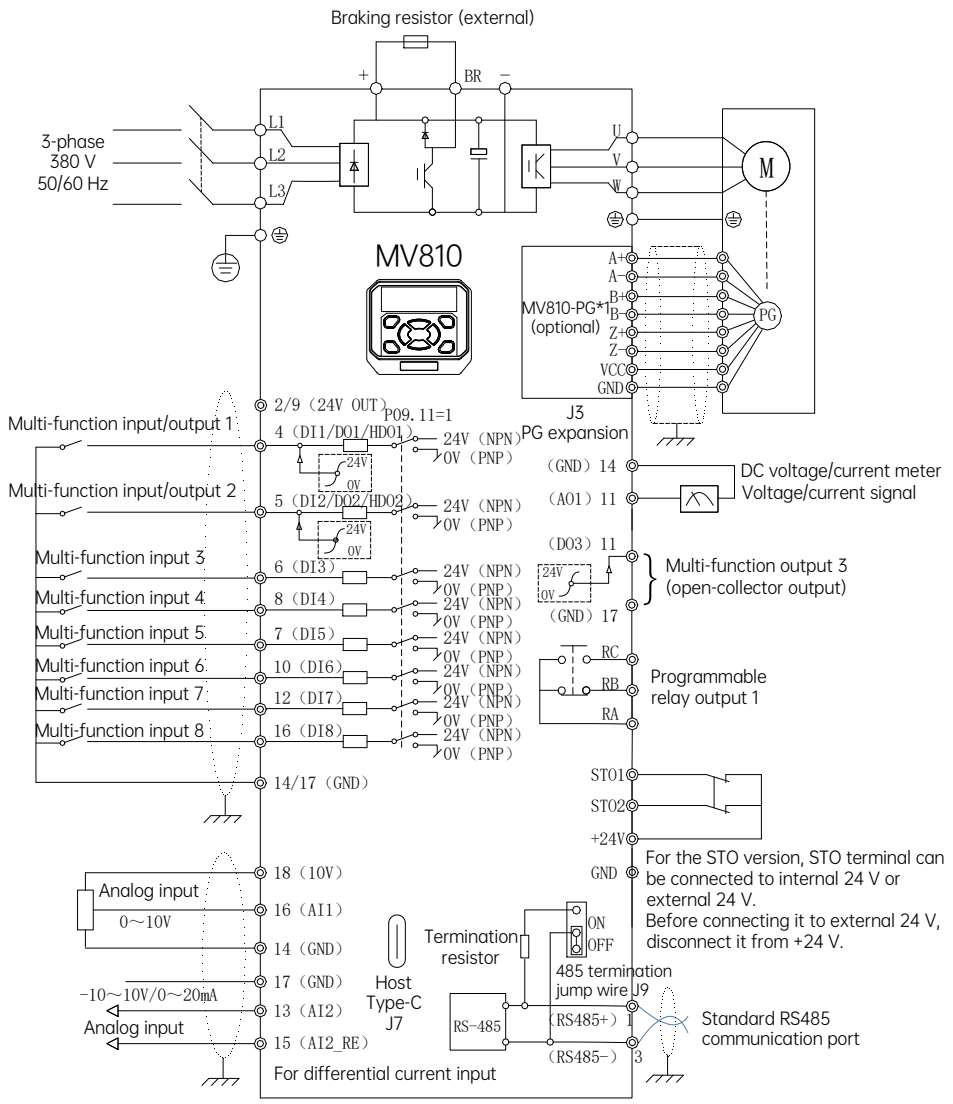 Braking resistor (external)
+
BR
−
3-phase
380 V
50/60 Hz
L1
L2
L3
U
V
W
M
MV810
A+
A-
B+
B-
Z+
Z-
VCC
GND
MV810-PG*1
(optional)
PG
J3
PG expansion
2/9 (24V OUT)
P09.11=1
Multi-function input/output 1
4 (DI1/DO1/HDO1)
24V (NPN)
0V (PNP)
24V
0V
Multi-function input/output 2
5 (DI2/DO2/HDO2)
24V (NPN)
0V (PNP)
24V
0V
Multi-function input 3
6 (DI3)
24V (NPN)
0V (PNP)
Multi-function input 4
8 (DI4)
24V (NPN)
0V (PNP)
Multi-function input 5
7 (DI5)
24V (NPN)
0V (PNP)
Multi-function input 6
10 (DI6)
24V (NPN)
0V (PNP)
Multi-function input 7
12 (DI7)
24V (NPN)
0V (PNP)
Multi-function input 8
16 (DI8)
24V (NPN)
0V (PNP)
14/17 (GND)
(GND) 14
(AO1) 11
DC voltage/current meter
Voltage/current signal
(DO3) 11
24V
0V
(GND) 17
Multi-function output 3
(open-collector output)
RC
RB
RA
Programmable
relay output 1
STO1
STO2
+24V
GND
For the STO version, STO terminal can
be connected to internal 24 V or
external 24 V.
Before connecting it to external 24 V,
disconnect it from +24 V.
18 (10V)
Analog input
0～10V
16 (AI1)
14 (GND)
17 (GND)
-10～10V/0～20mA
13 (AI2)
Analog input
15 (AI2_RE)
For differential current input
Host
Type-C
J7
Termination
resistor
ON
OFF
485 termination
jump wire J9
RS-485
(RS485+) 1
(RS485-) 3
Standard RS485
communication port